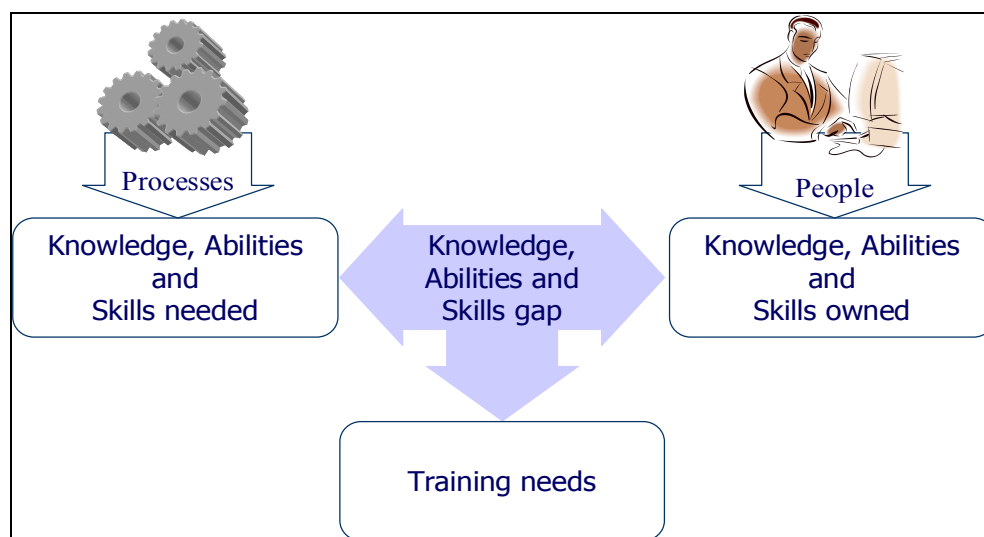 Processes
People
Knowledge, Abilities
and
Skills needed
Knowledge,
Abilities and
Skills gap
Knowledge, Abilities
and
Skills owned
Training needs